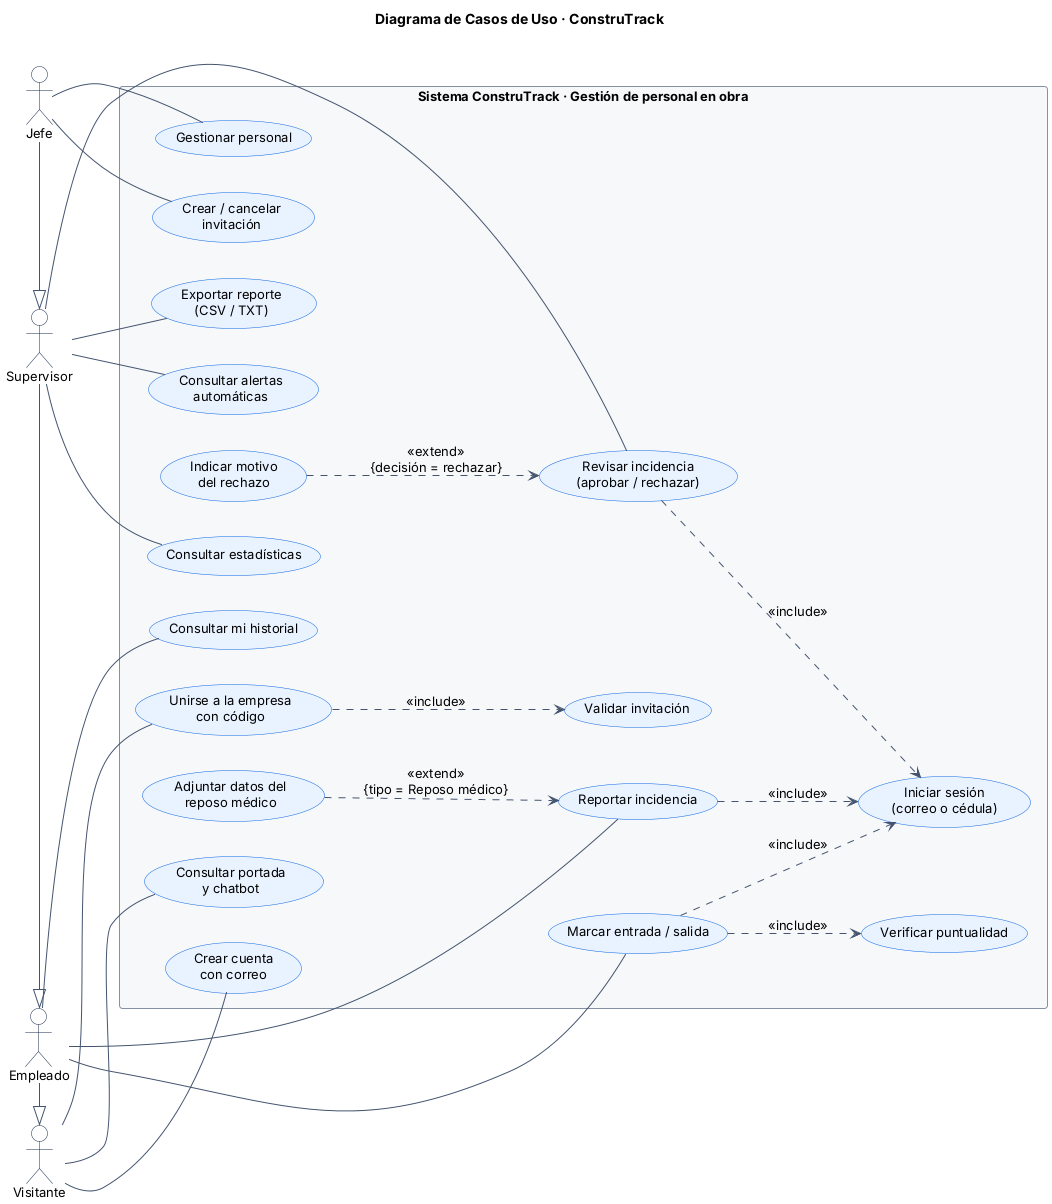 Diagrama de Casos de Uso · ConstruTrack
Sistema ConstruTrack · Gestión de personal en obra
Jefe
Gestionar personal
Crear / cancelar
invitación
Exportar reporte
(CSV / TXT)
Supervisor
Consultar alertas
automáticas
Indicar motivo
del rechazo
«extend»
{decisión = rechazar}
Revisar incidencia
(aprobar / rechazar)
Consultar estadísticas
«include»
Consultar mi historial
Unirse a la empresa
con código
«include»
Validar invitación
Adjuntar datos del
reposo médico
«extend»
{tipo = Reposo médico}
Reportar incidencia
«include»
Iniciar sesión
(correo o cédula)
«include»
Consultar portada
y chatbot
Marcar entrada / salida
«include»
Verificar puntualidad
Crear cuenta
con correo
Empleado
Visitante